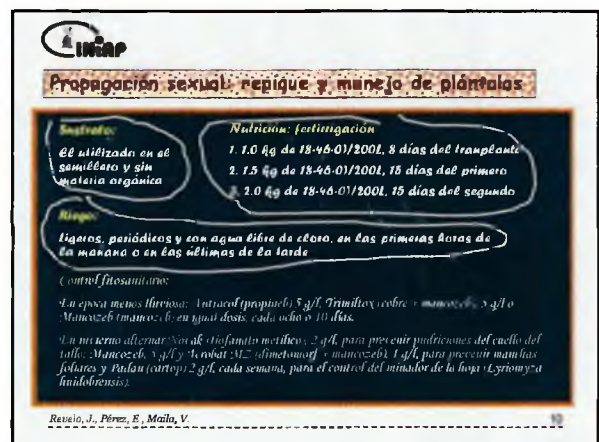 INIAP
Propagación sexual: repique y manejo de plántulas
Sustrato:
El utilizado en el
semillero y sin
materia orgánica
Nutrición: fertirrigación
1. 1.0 kg de 18-46-0)/200L, 8 días del tranplante
2. 1.5 kg de 18-46-0)/200L, 15 días del primero
3. 2.0 kg de 18-46-0)/200L, 15 días del segundo
Riego:
Ligeros, periódicos y con agua libre de cloro, en las primeras horas de
la manana o en las últimas de la tarde
Control fitosanitario:
En epoca menos lluviosa: Antracol (propineb) 5 g/l, Trimiltox (cobre + mancozeb) 5 g/l o
Mancozeb (mancozeb) en igual dosis, cada ocho o 10 días.
En invierno alternar: Novak (tiofanato metílico), 2 g/l, para prevenir pudriciones del cuello del
tallo; Mancozeb, 5 g/l y Acrobat MZ (dimetomorf + mancozeb), 1 g/l, para prevenir manchas
foliares y Padan (cartop) 2 g/l, cada semana, para el control del minador de la hoja (Lyriomyza
huidobrensis).
Revelo, J., Pérez, E., Maila, V.
10